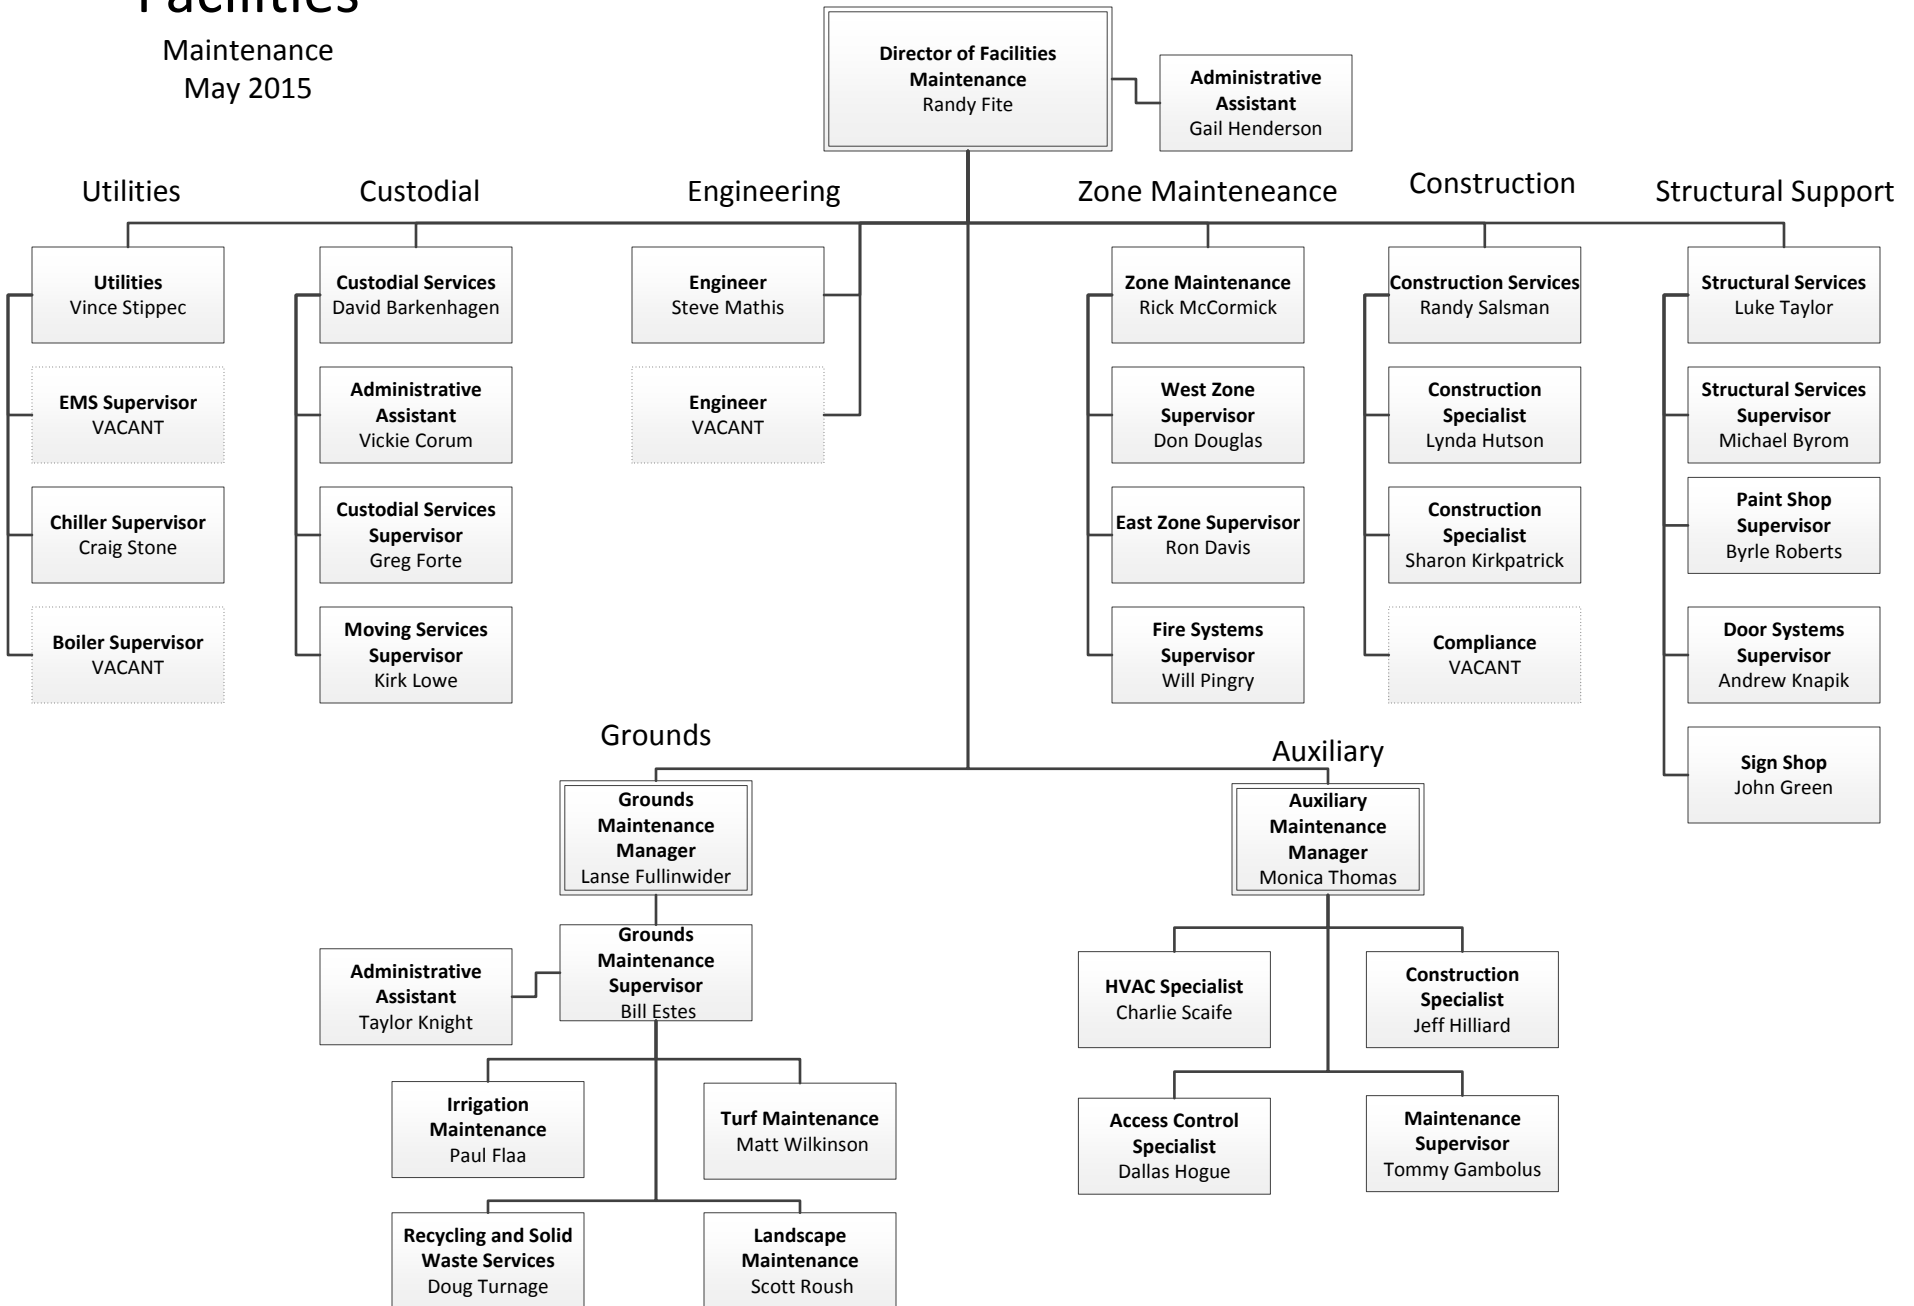 Facilities
Maintenance
May 2015
Director of Facilities
Maintenance
Randy Fite
Administrative
Assistant
Gail Henderson
Utilities
Custodial
Engineering
Zone Mainteneance
Construction
Structural Support
Utilities
Vince Stippec
EMS Supervisor
VACANT
Chiller Supervisor
Craig Stone
Boiler Supervisor
VACANT
Custodial Services
David Barkenhagen
Administrative
Assistant
Vickie Corum
Custodial Services
Supervisor
Greg Forte
Moving Services
Supervisor
Kirk Lowe
Engineer
Steve Mathis
Engineer
VACANT
Zone Maintenance
Rick McCormick
West Zone
Supervisor
Don Douglas
East Zone Supervisor
Ron Davis
Fire Systems
Supervisor
Will Pingry
Construction Services
Randy Salsman
Construction
Specialist
Lynda Hutson
Construction
Specialist
Sharon Kirkpatrick
Compliance
VACANT
Structural Services
Luke Taylor
Structural Services
Supervisor
Michael Byrom
Paint Shop
Supervisor
Byrle Roberts
Door Systems
Supervisor
Andrew Knapik
Sign Shop
John Green
Grounds
Grounds
Maintenance
Manager
Lanse Fullinwider
Grounds
Maintenance
Supervisor
Bill Estes
Administrative
Assistant
Taylor Knight
Irrigation
Maintenance
Paul Flaa
Turf Maintenance
Matt Wilkinson
Recycling and Solid
Waste Services
Doug Turnage
Landscape
Maintenance
Scott Roush
Auxiliary
Auxiliary
Maintenance
Manager
Monica Thomas
HVAC Specialist
Charlie Scaife
Construction
Specialist
Jeff Hilliard
Access Control
Specialist
Dallas Hogue
Maintenance
Supervisor
Tommy Gambolus